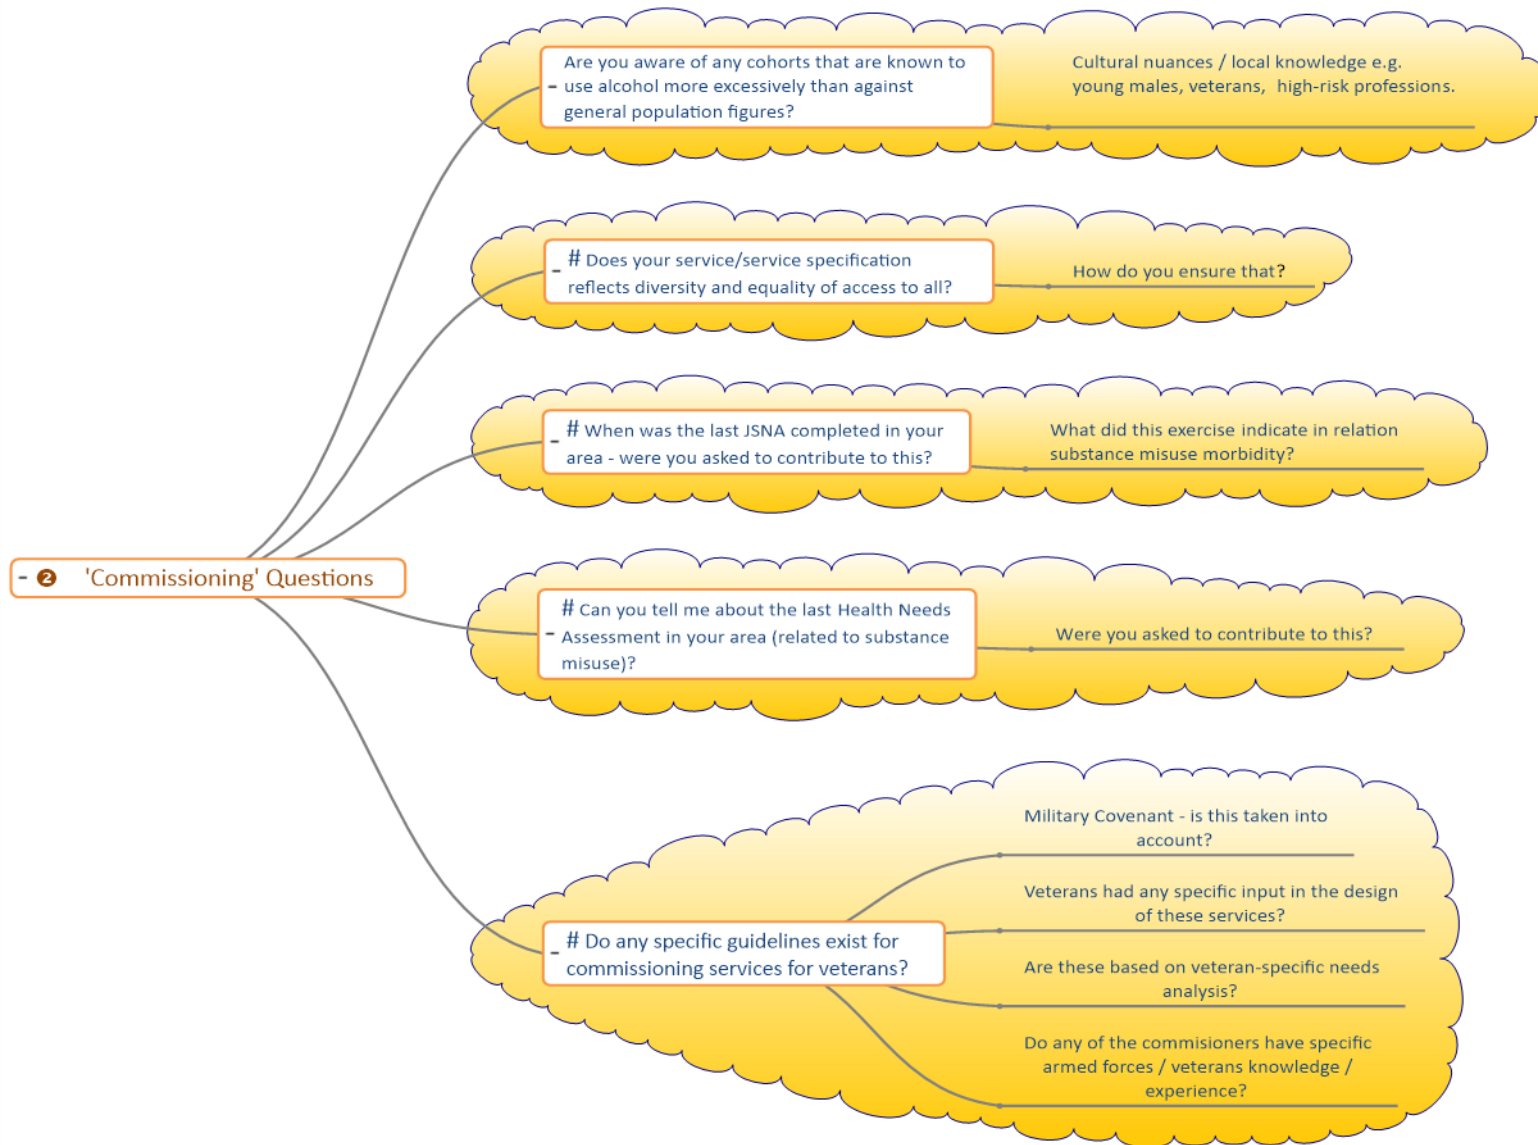 Are you aware of any cohorts that are known to
use alcohol more excessively than against
general population figures?
Cultural nuances / local knowledge e.g.
young males, veterans,  high-risk professions.
# Does your service/service specification
reflects diversity and equality of access to all?
How do you ensure that?
# When was the last JSNA completed in your
area - were you asked to contribute to this?
What did this exercise indicate in relation
substance misuse morbidity?
❷ 'Commissioning' Questions
# Can you tell me about the last Health Needs
Assessment in your area (related to substance
misuse)?
Were you asked to contribute to this?
# Do any specific guidelines exist for
commissioning services for veterans?
Military Covenant - is this taken into
account?
Veterans had any specific input in the design
of these services?
Are these based on veteran-specific needs
analysis?
Do any of the commisioners have specific
armed forces / veterans knowledge /
experience?